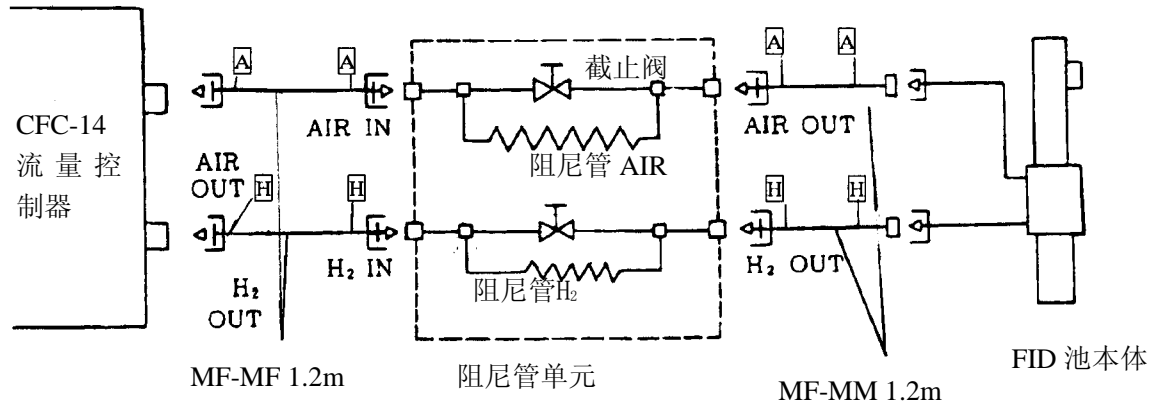 A
A
截止阀
A
A
CFC-14
流量控
制器
AIR IN
AIR OUT
AIR
OUT
阻尼管 AIR
H
H
H
H
H₂ IN
H₂ OUT
H₂
OUT
阻尼管H₂
MF-MF 1.2m
阻尼管单元
MF-MM 1.2m
FID 池本体